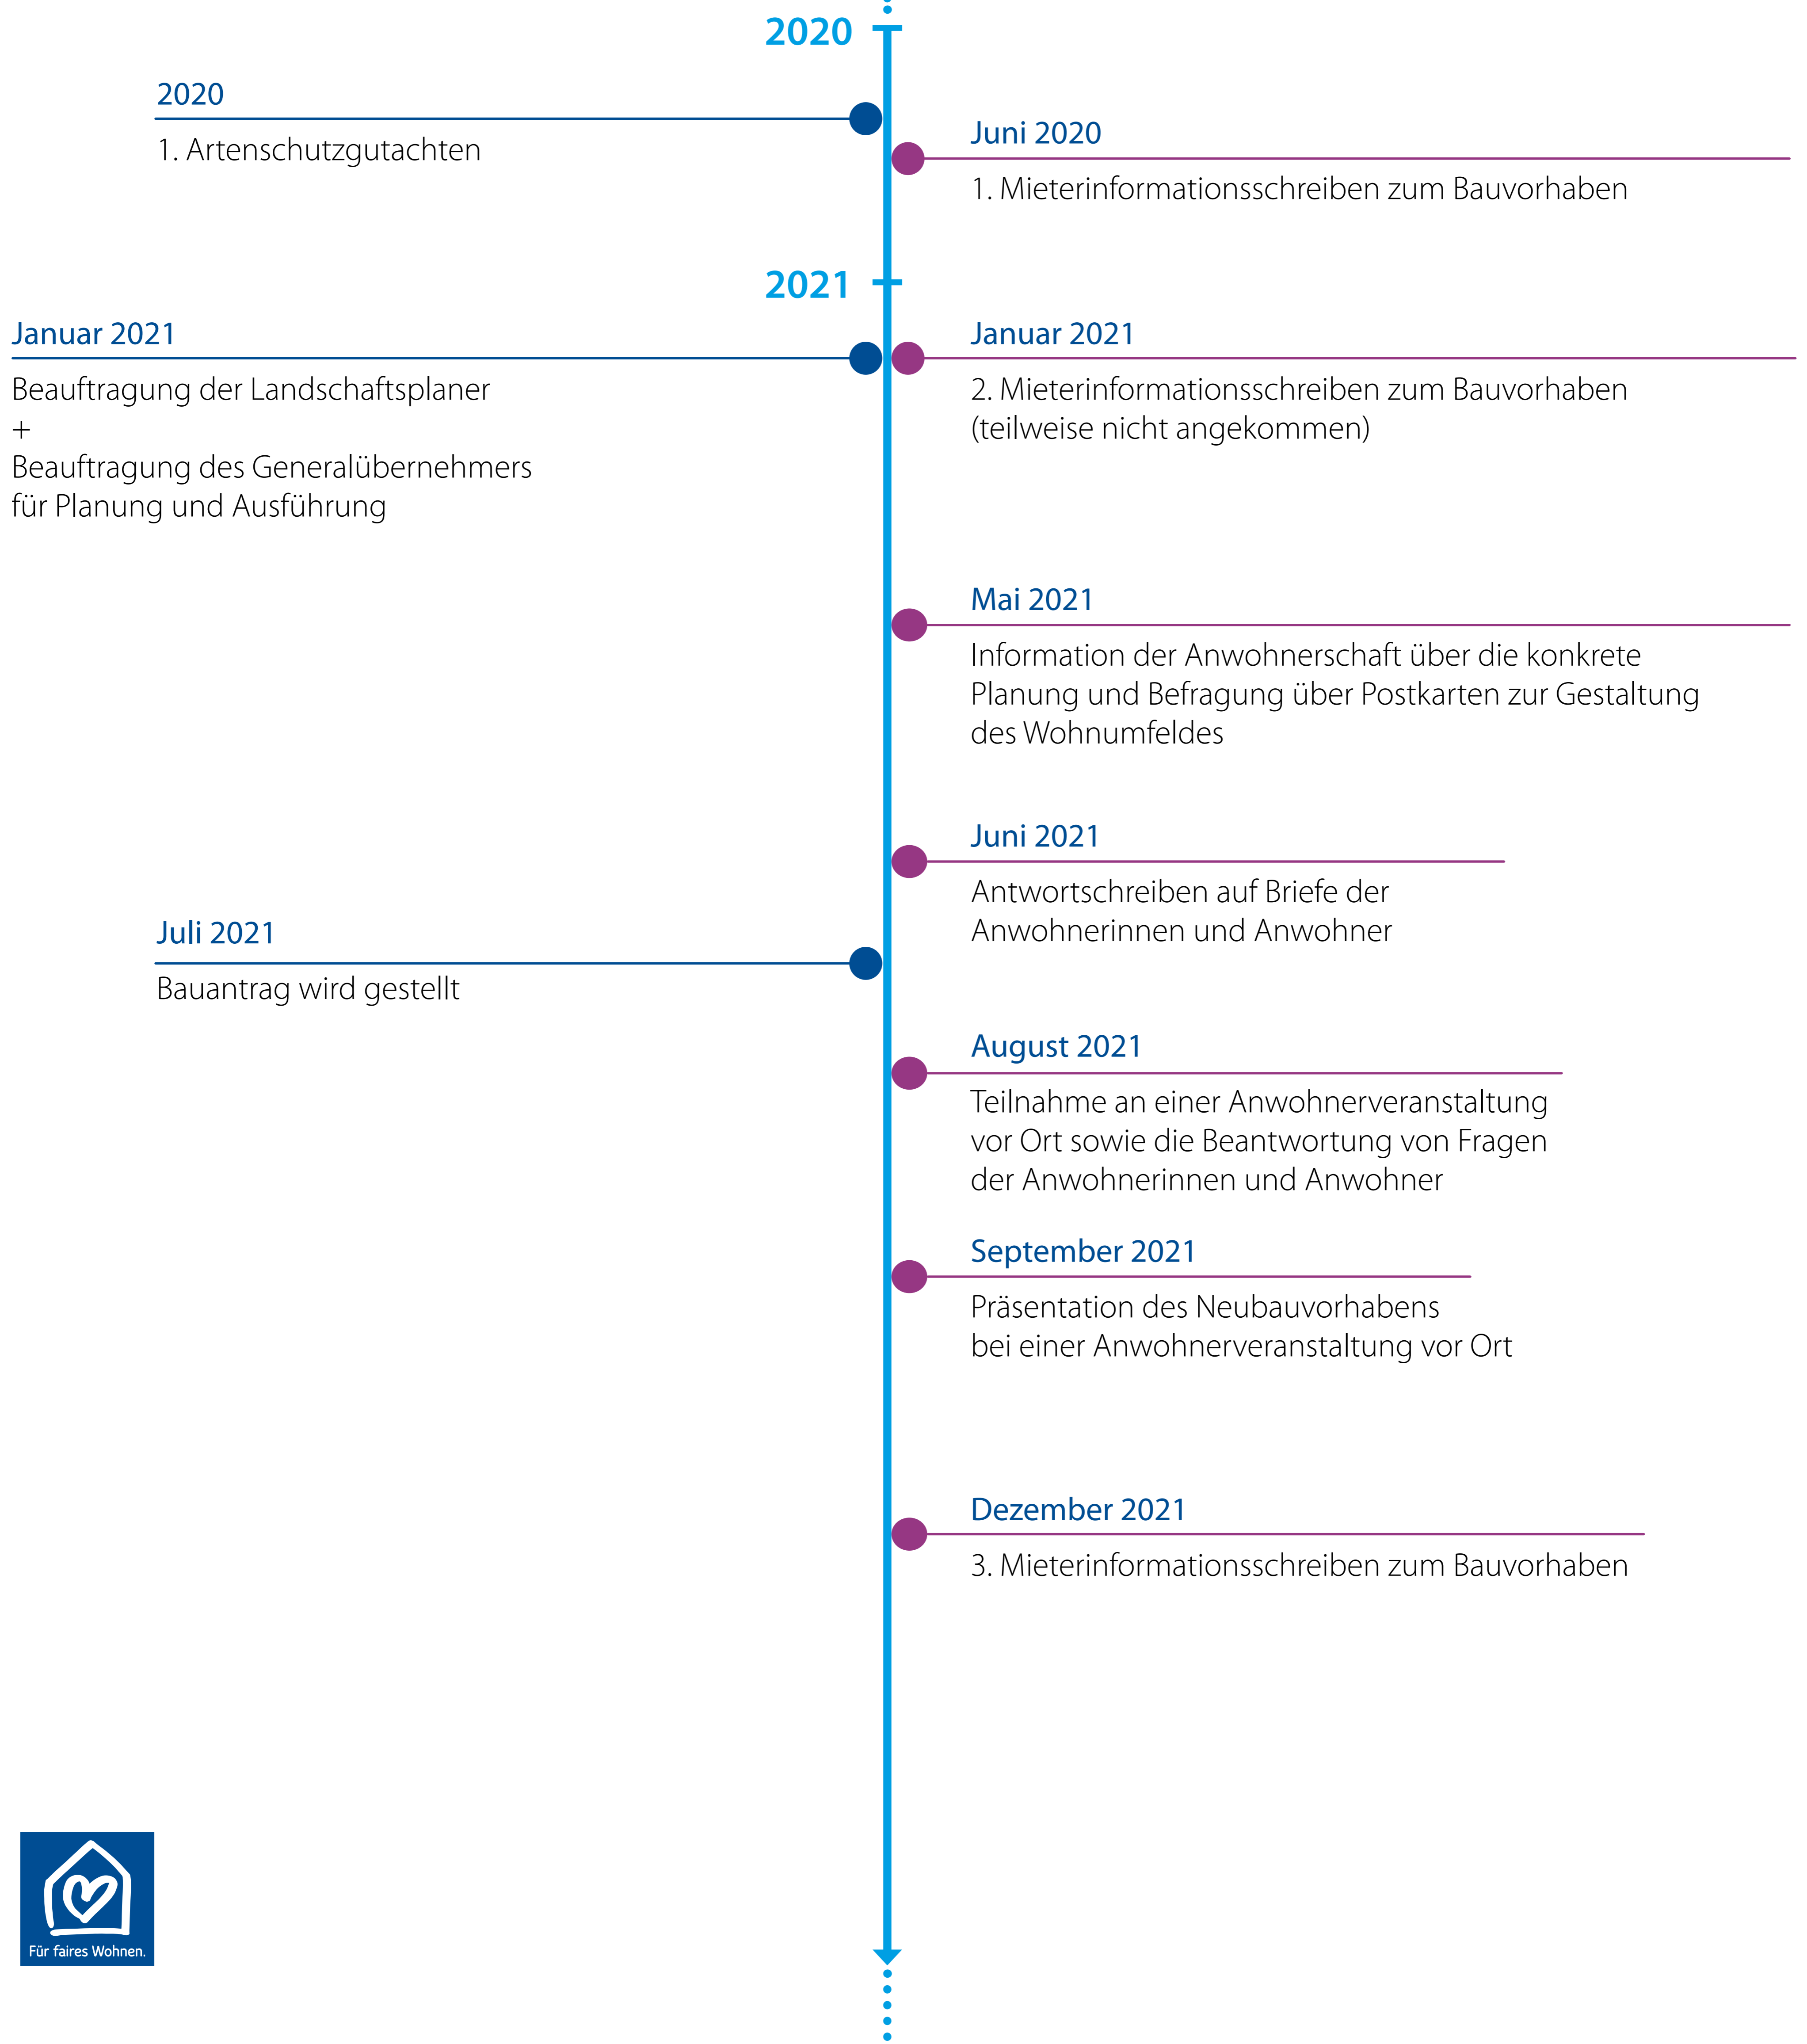 2020
2020
1. Artenschutzgutachten
Juni 2020
1. Mieterinformationsschreiben zum Bauvorhaben
2021
Januar 2021
Beauftragung der Landschaftsplaner
+
Beauftragung des Generalübernehmers
für Planung und Ausführung
Januar 2021
2. Mieterinformationsschreiben zum Bauvorhaben
(teilweise nicht angekommen)
Mai 2021
Information der Anwohnerschaft über die konkrete
Planung und Befragung über Postkarten zur Gestaltung
des Wohnumfeldes
Juni 2021
Antwortschreiben auf Briefe der
Anwohnerinnen und Anwohner
Juli 2021
Bauantrag wird gestellt
August 2021
Teilnahme an einer Anwohnerveranstaltung
vor Ort sowie die Beantwortung von Fragen
der Anwohnerinnen und Anwohner
September 2021
Präsentation des Neubauvorhabens
bei einer Anwohnerveranstaltung vor Ort
Dezember 2021
3. Mieterinformationsschreiben zum Bauvorhaben
Für faires Wohnen.